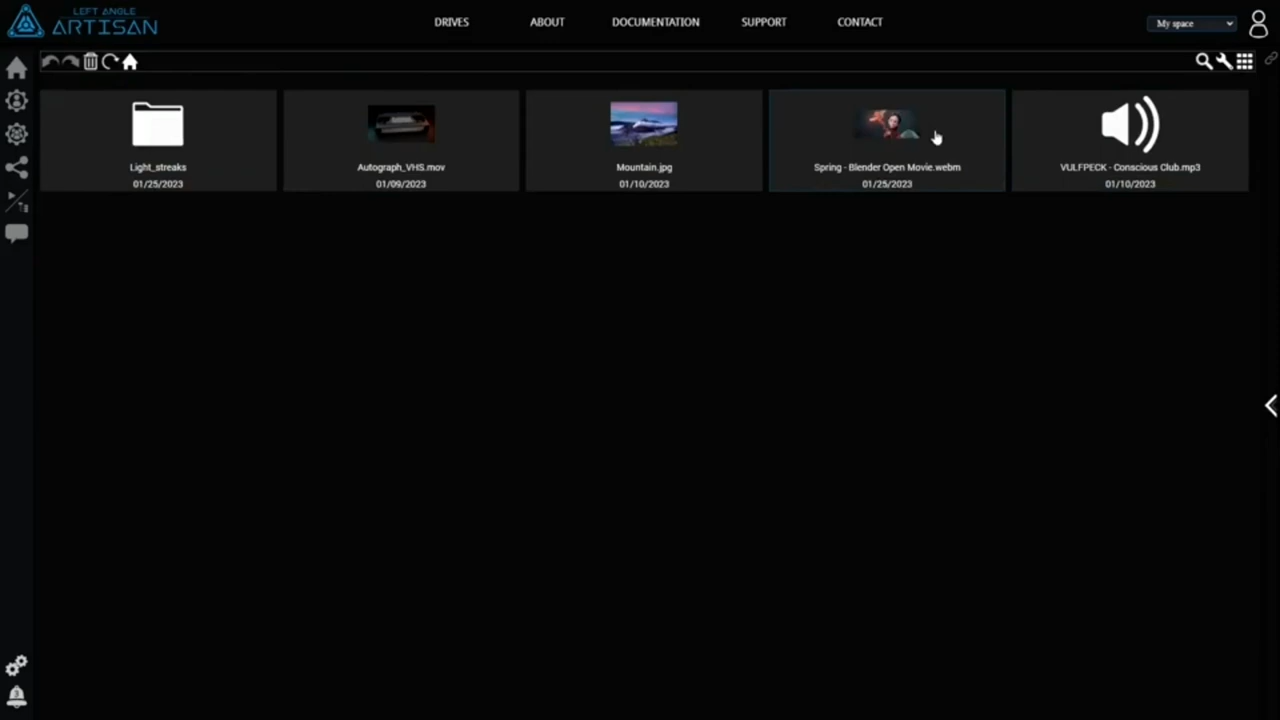 LEFT ANGLE
ARTISAN
DRIVES ABOUT DOCUMENTATION SUPPORT CONTACT
My space
Light_streaks
01/25/2023
Autograph_VHS.mov
01/09/2023
Mountain.jpg
01/10/2023
Spring - Blender Open Movie.webm
01/25/2023
VULFPECK - Conscious Club.mp3
01/10/2023